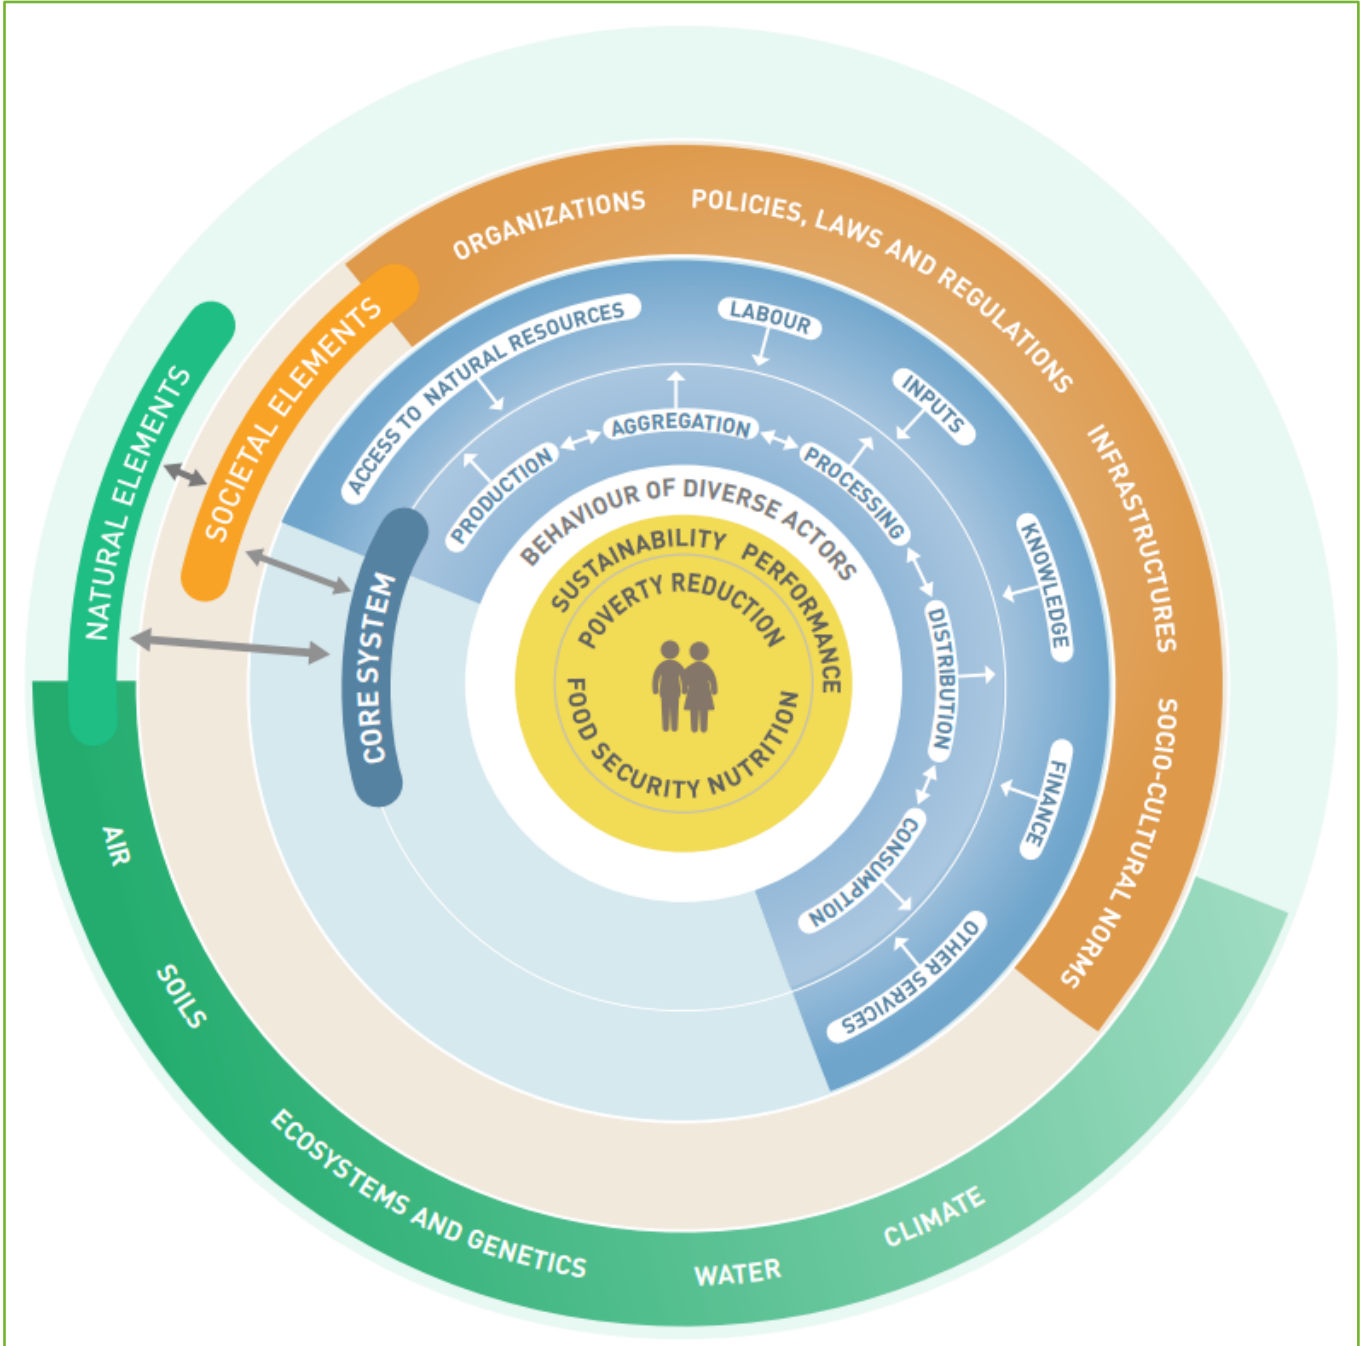 NATURAL ELEMENTS
SOCIETAL ELEMENTS
CORE SYSTEM
ORGANIZATIONS
POLICIES, LAWS AND REGULATIONS
INFRASTRUCTURES
SOCIO-CULTURAL NORMS
ACCESS TO NATURAL RESOURCES
LABOUR
INPUTS
KNOWLEDGE
FINANCE
OTHER SERVICES
PRODUCTION
AGGREGATION
PROCESSING
DISTRIBUTION
CONSUMPTION
BEHAVIOUR OF DIVERSE ACTORS
SUSTAINABILITY PERFORMANCE
POVERTY REDUCTION
FOOD SECURITY NUTRITION
AIR
SOILS
ECOSYSTEMS AND GENETICS
WATER
CLIMATE